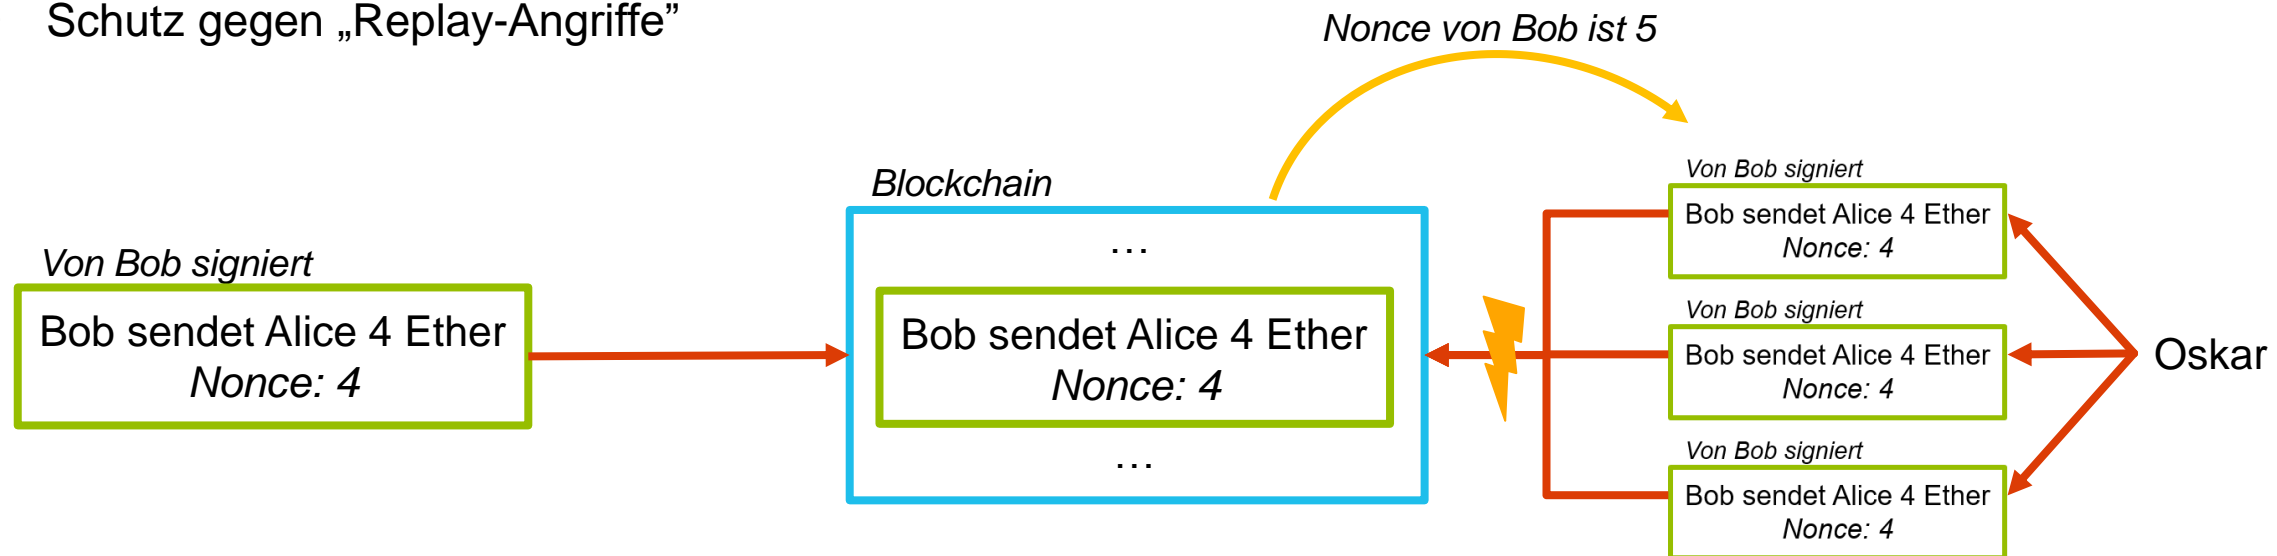 Schutz gegen „Replay-Angriffe”
Nonce von Bob ist 5
Blockchain
Von Bob signiert
Bob sendet Alice 4 Ether
Nonce: 4
…
Bob sendet Alice 4 Ether
Nonce: 4
…
Von Bob signiert
Bob sendet Alice 4 Ether
Nonce: 4
Von Bob signiert
Bob sendet Alice 4 Ether
Nonce: 4
Von Bob signiert
Bob sendet Alice 4 Ether
Nonce: 4
Oskar